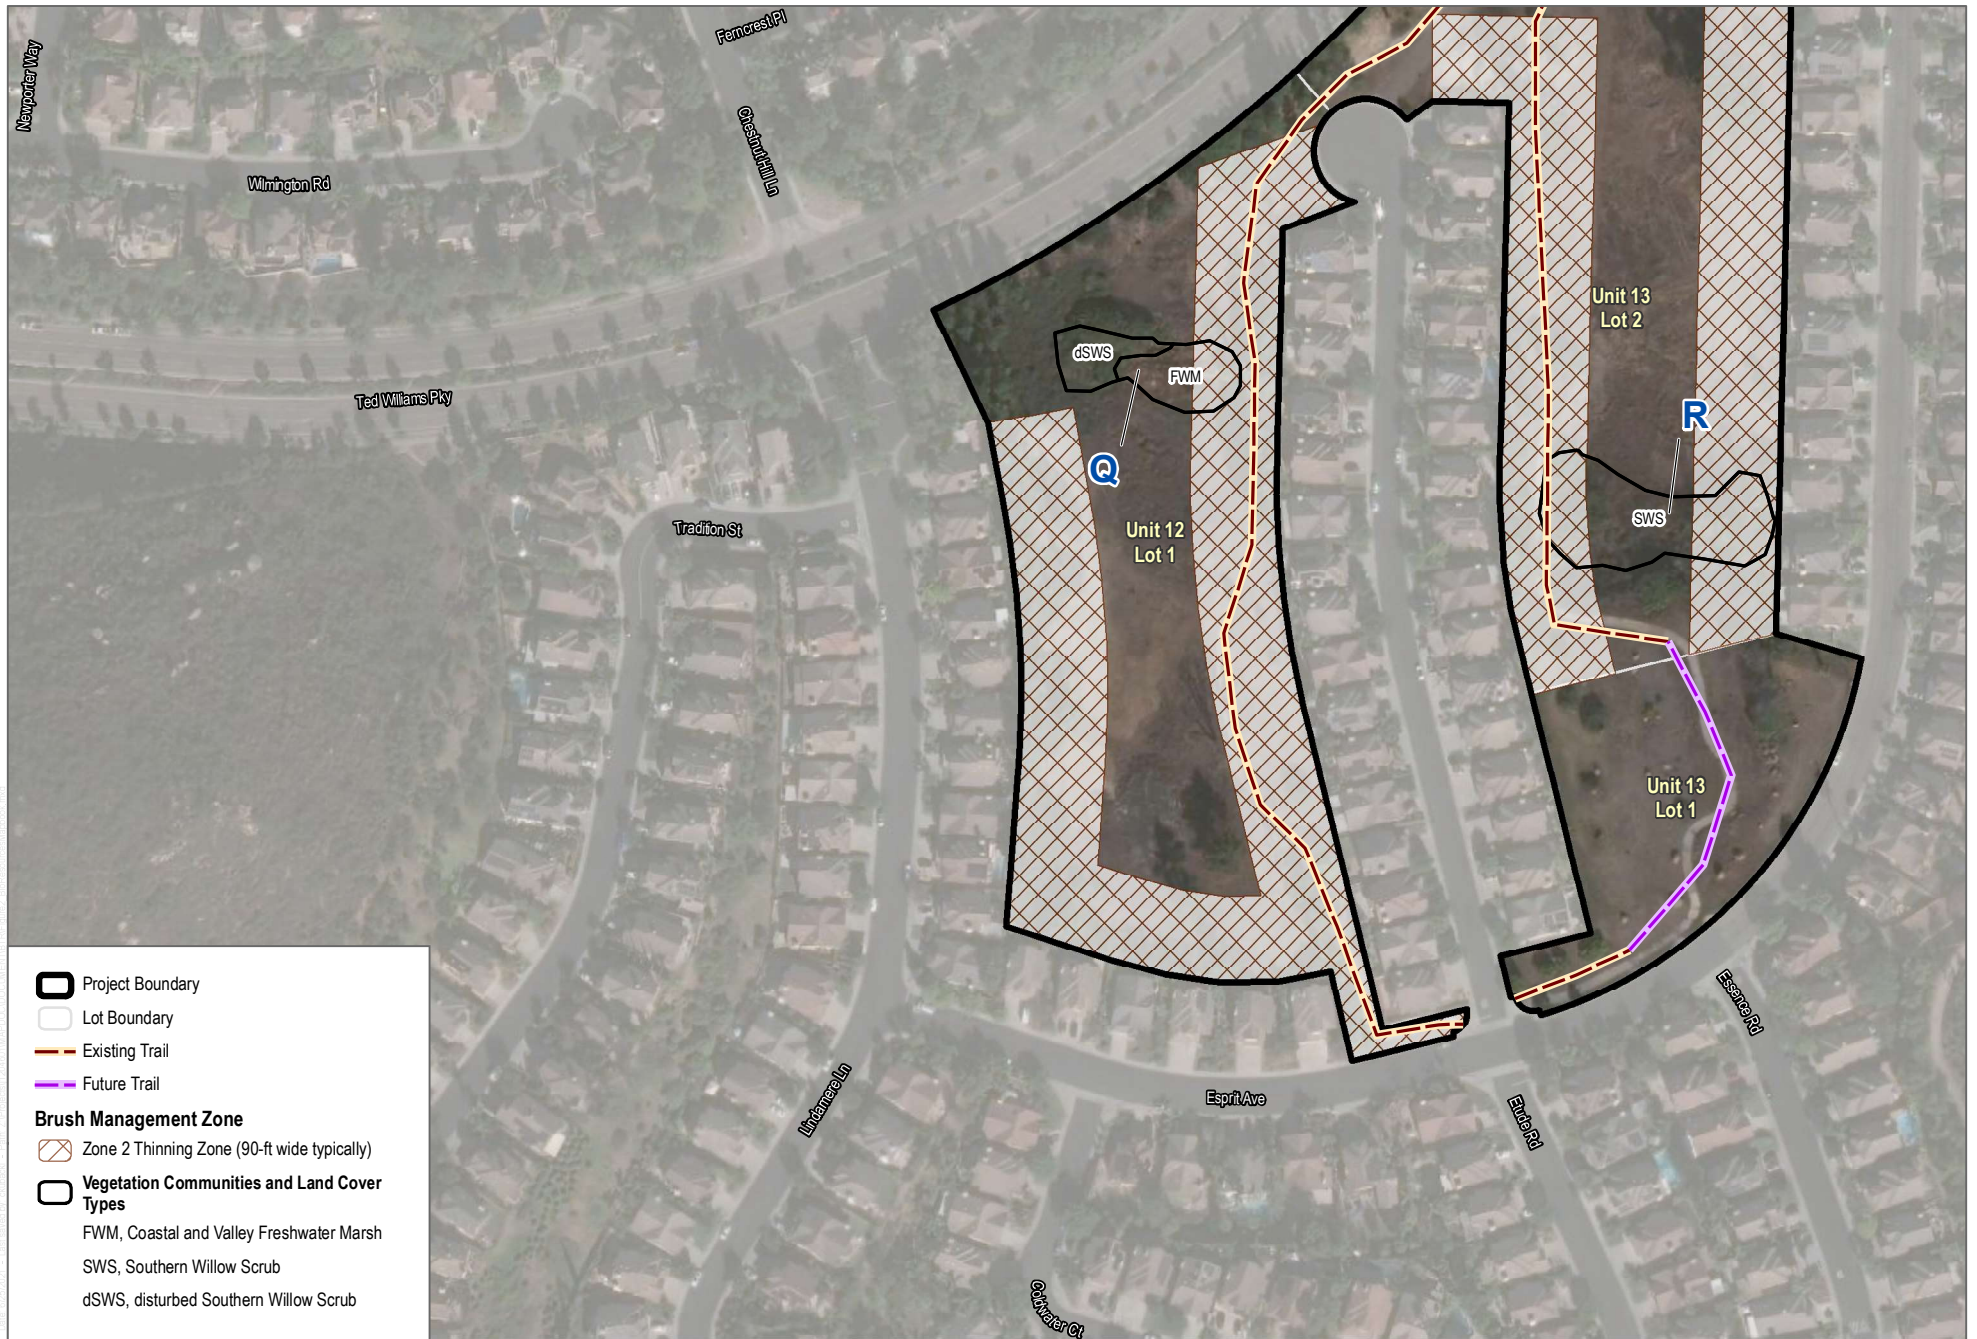 Ferncrest Pl
Newporter Way
Chestnut Hill Ln
Wilmington Rd
Unit 13
Lot 2
dSWS
FWM
Ted Williams Pky
R
Q
SWS
Tradition St
Unit 12
Lot 1
Unit 13
Lot 1
Essence Rd
Lindamere Ln
Esprit Ave
Etude Rd
Coldwater Ct
Project Boundary
Lot Boundary
Existing Trail
Future Trail
Brush Management Zone
Zone 2 Thinning Zone (90-ft wide typically)
Vegetation Communities and Land Cover
Types
FWM, Coastal and Valley Freshwater Marsh
SWS, Southern Willow Scrub
dSWS, disturbed Southern Willow Scrub